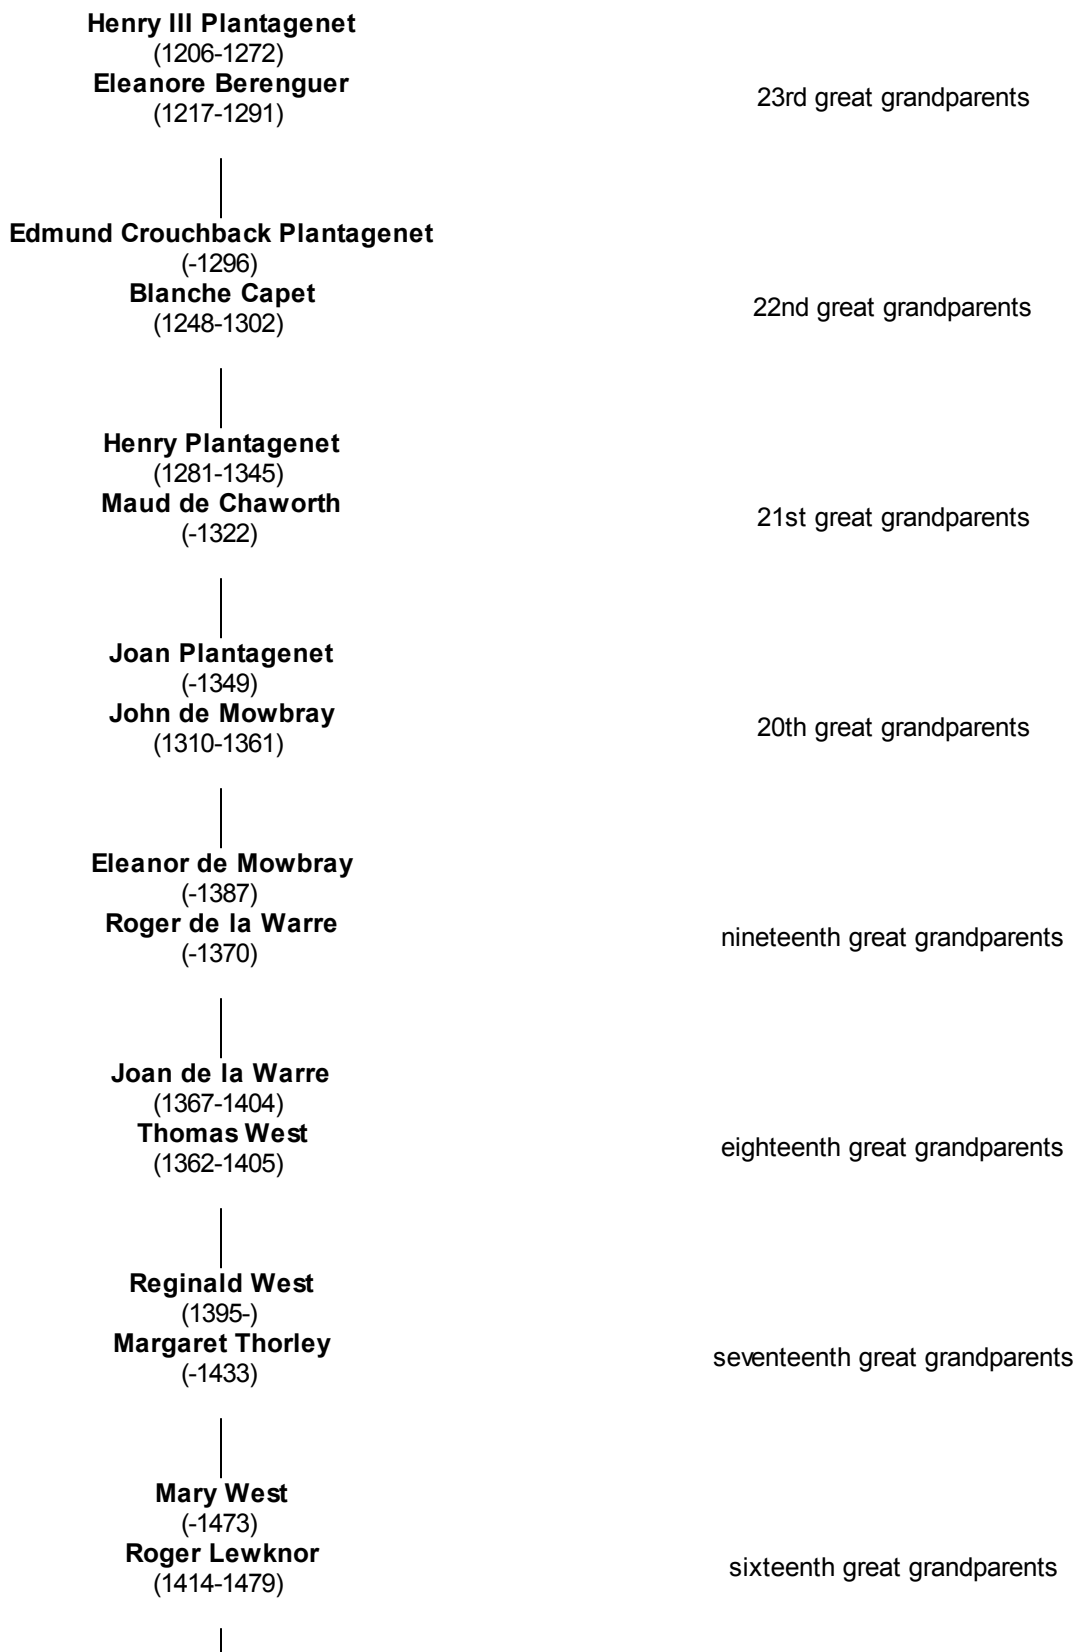 Henry III Plantagenet
(1206-1272)
Eleanore Berenguer
(1217-1291)
23rd great grandparents
Edmund Crouchback Plantagenet
(-1296)
Blanche Capet
(1248-1302)
22nd great grandparents
Henry Plantagenet
(1281-1345)
Maud de Chaworth
(-1322)
21st great grandparents
Joan Plantagenet
(-1349)
John de Mowbray
(1310-1361)
20th great grandparents
Eleanor de Mowbray
(-1387)
Roger de la Warre
(-1370)
nineteenth great grandparents
Joan de la Warre
(1367-1404)
Thomas West
(1362-1405)
eighteenth great grandparents
Reginald West
(1395-)
Margaret Thorley
(-1433)
seventeenth great grandparents
Mary West
(-1473)
Roger Lewknor
(1414-1479)
sixteenth great grandparents